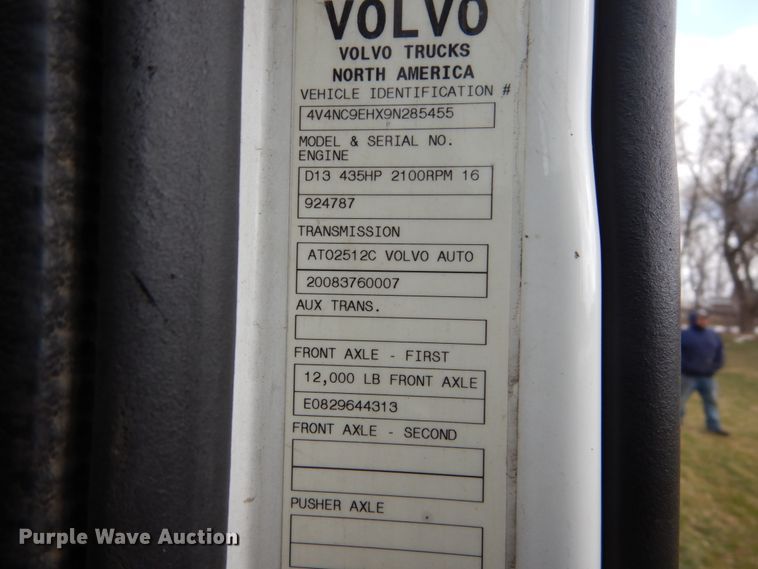 VOLVO
VOLVO TRUCKS
NORTH AMERICA
VEHICLE IDENTIFICATION #
4V4NC9EHX9N285455
MODEL & SERIAL NO.
ENGINE
D13 435HP 2100RPM 16
924787
TRANSMISSION
ATO2512C VOLVO AUTO
20083760007
AUX TRANS.
FRONT AXLE - FIRST
12,000 LB FRONT AXLE
E0829644313
FRONT AXLE - SECOND
PUSHER AXLE
Purple Wave Auction